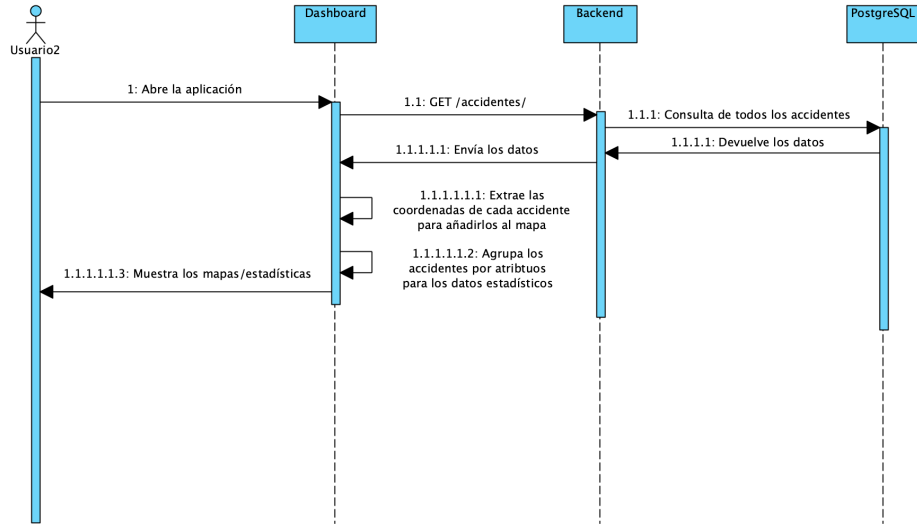 Dashboard
Backend
PostgreSQL
Usuario2
1: Abre la aplicación
1.1: GET /accidentes/
1.1.1: Consulta de todos los accidentes
1.1.1.1: Devuelve los datos
1.1.1.1.1: Envía los datos
1.1.1.1.1.1: Extrae las
coordenadas de cada accidente
para añadirlos al mapa
1.1.1.1.1.2: Agrupa los
accidentes por atribtuos
para los datos estadísticos
1.1.1.1.1.3: Muestra los mapas/estadísticas